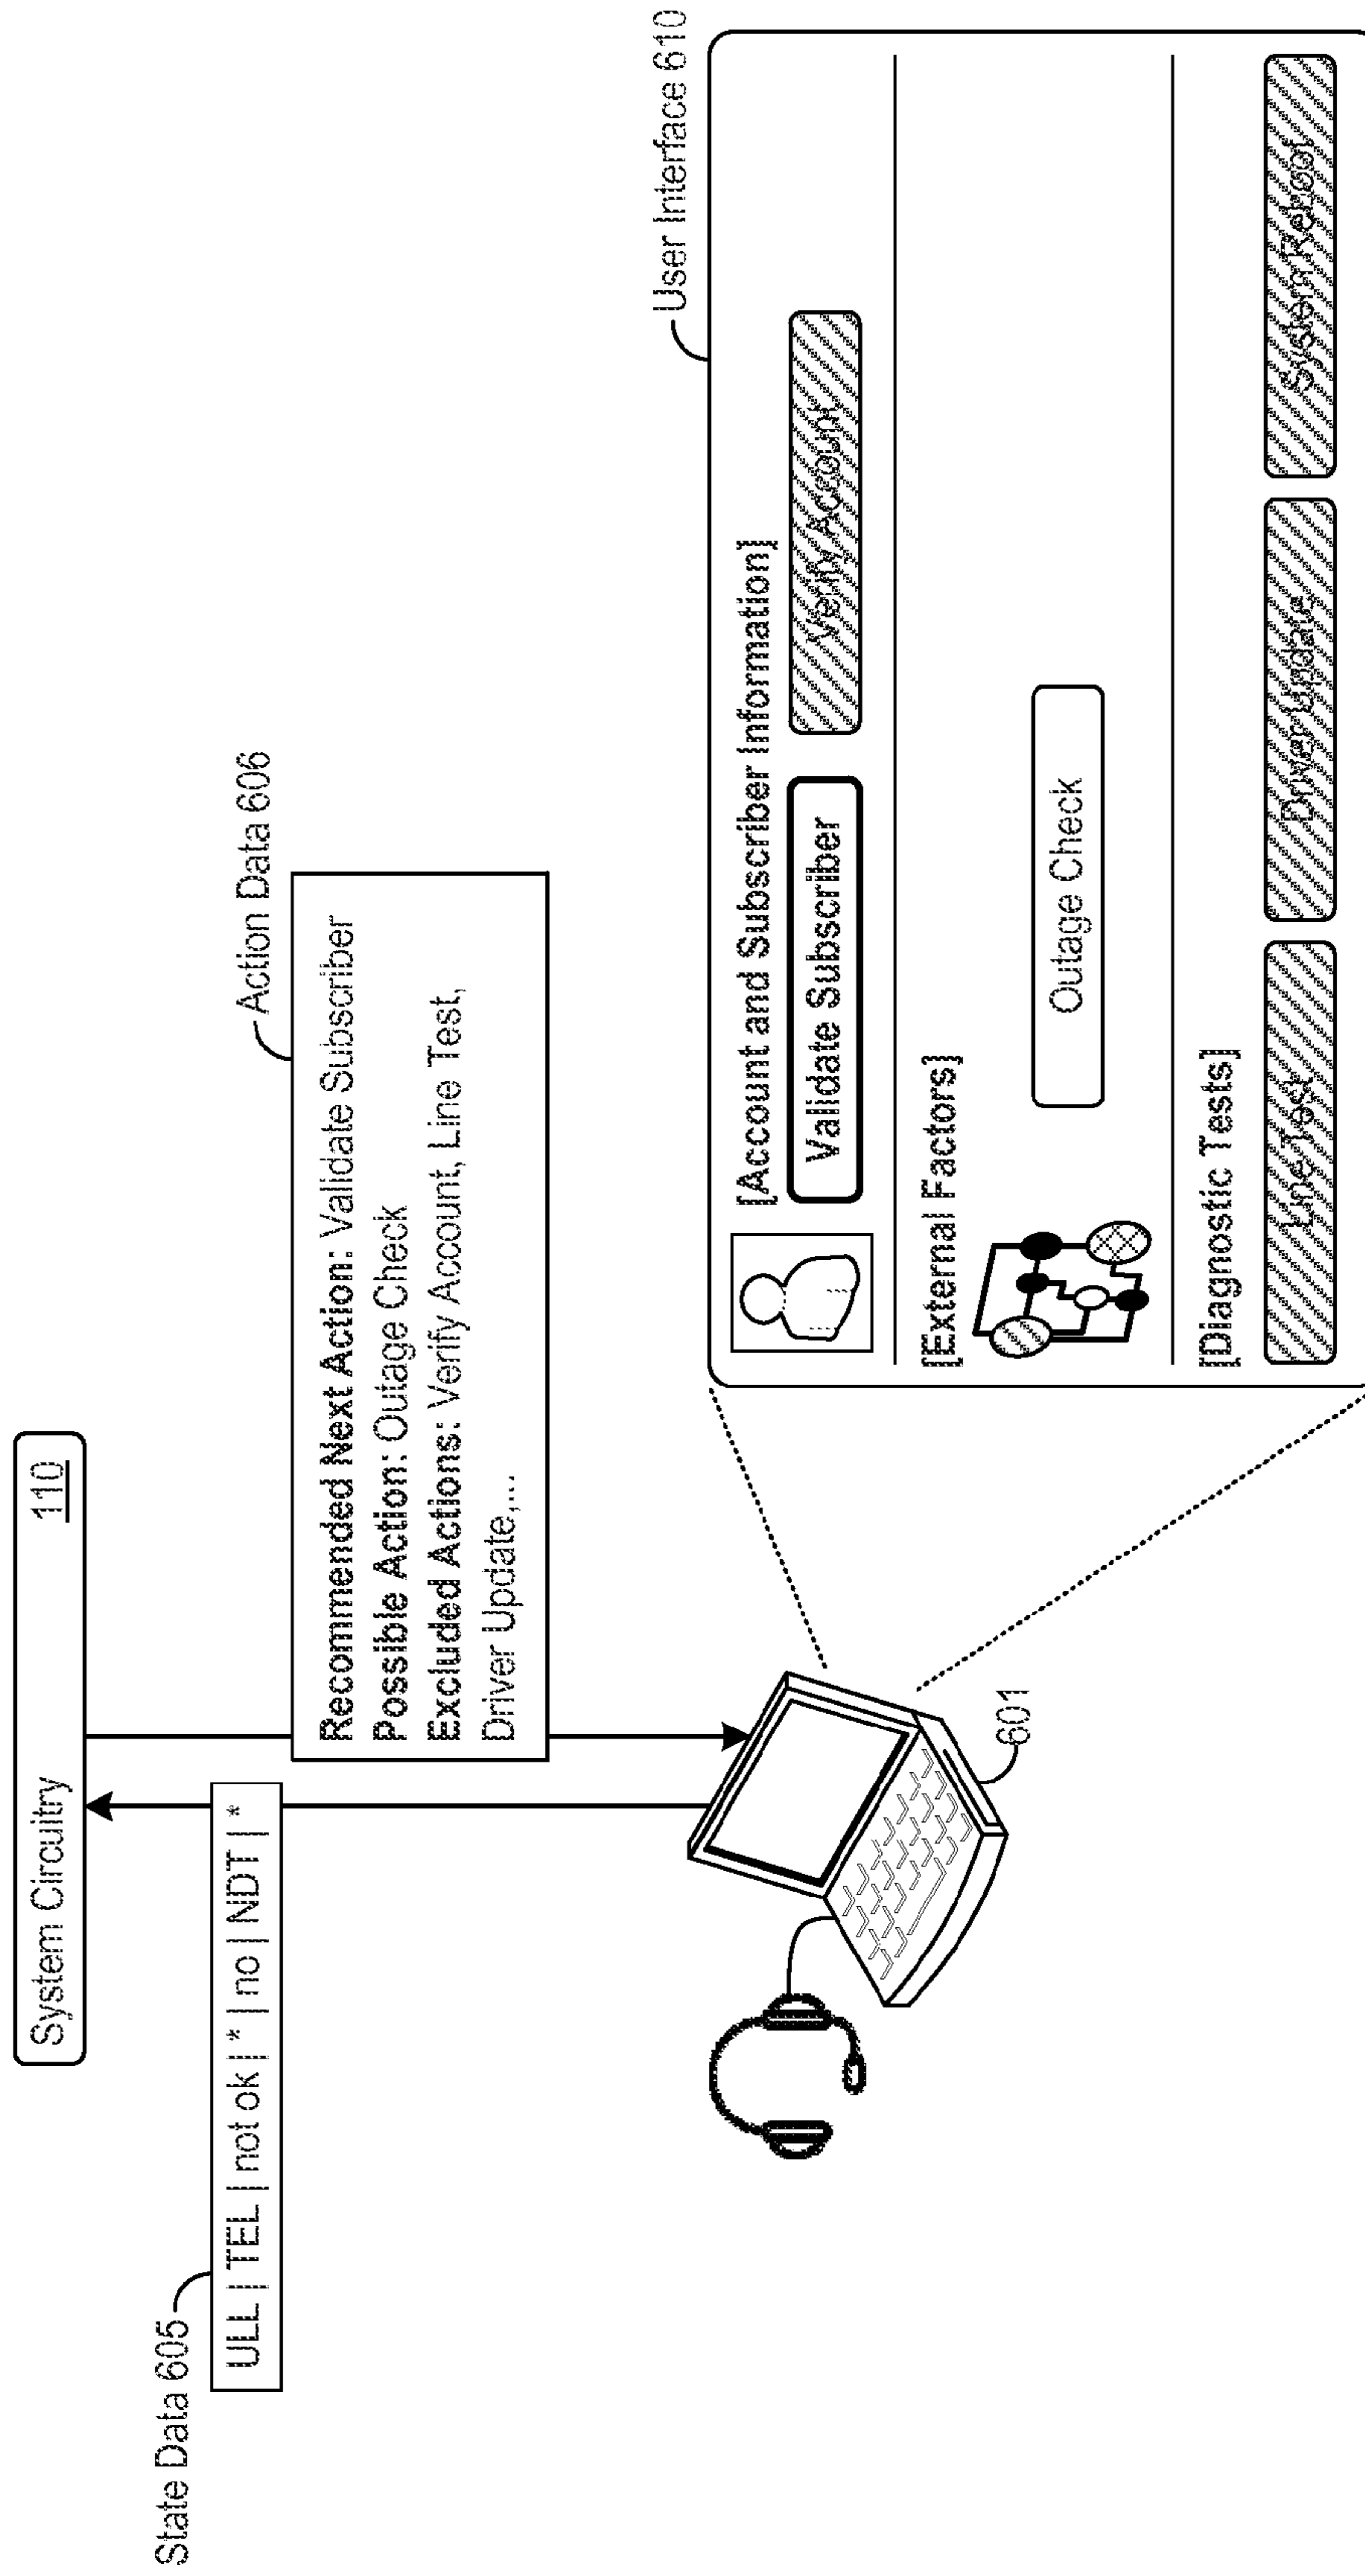 System Circuitry 110
State Data 605
ULL | TEL | not ok | * | no | NDT | *
Action Data 606
Recommended Next Action: Validate Subscriber
Possible Action: Outage Check
Excluded Actions: Verify Account, Line Test,
Driver Update,...
601
User Interface 610
[Account and Subscriber Information]
Validate Subscriber
Verify Account
[External Factors]
Outage Check
[Diagnostic Tests]
Line Test
Driver Update
System Reboot